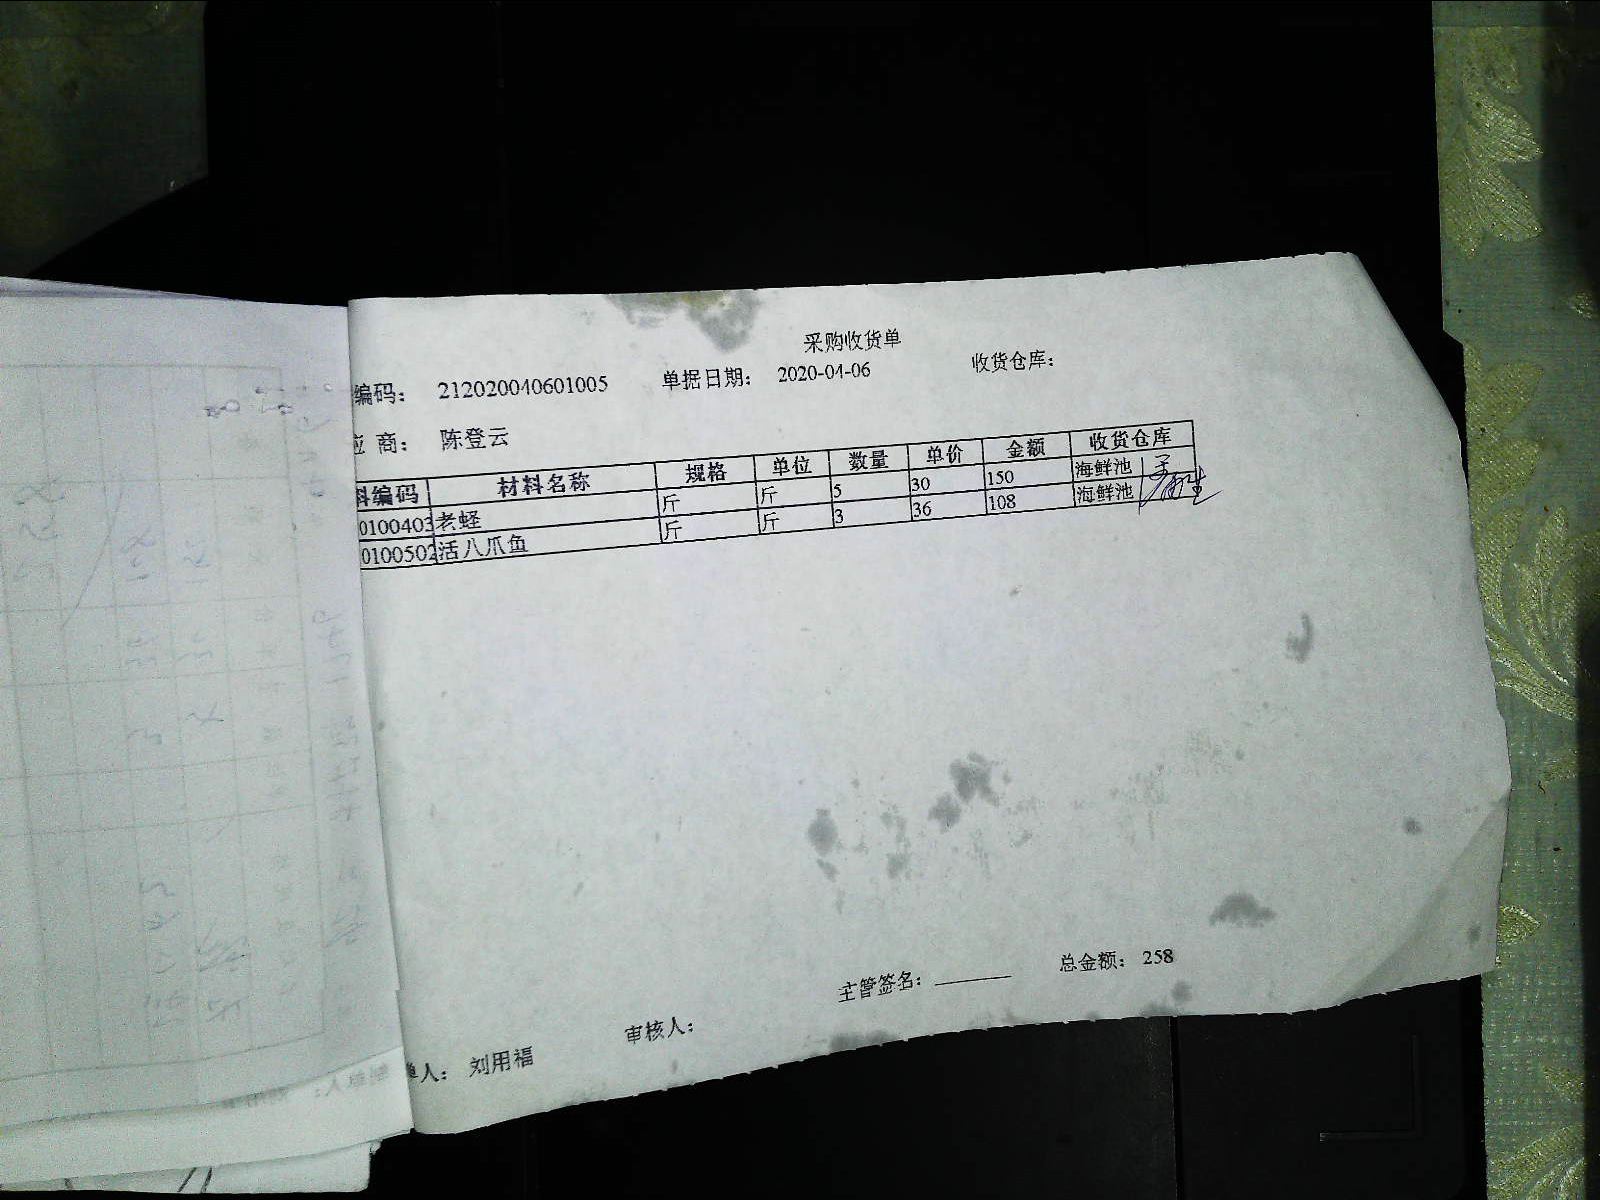 采购收货单
编码： 212020040601005 单据日期： 2020-04-06 收货仓库：
应 商： 陈登云
料编码 材料名称 规格 单位 数量 单价 金额 收货仓库
0100403 老蛏 斤 斤 5 30 150 海鲜池
0100502 活八爪鱼 斤 斤 3 36 108 海鲜池
主管签名： 总金额： 258
单人： 刘用福 审核人：